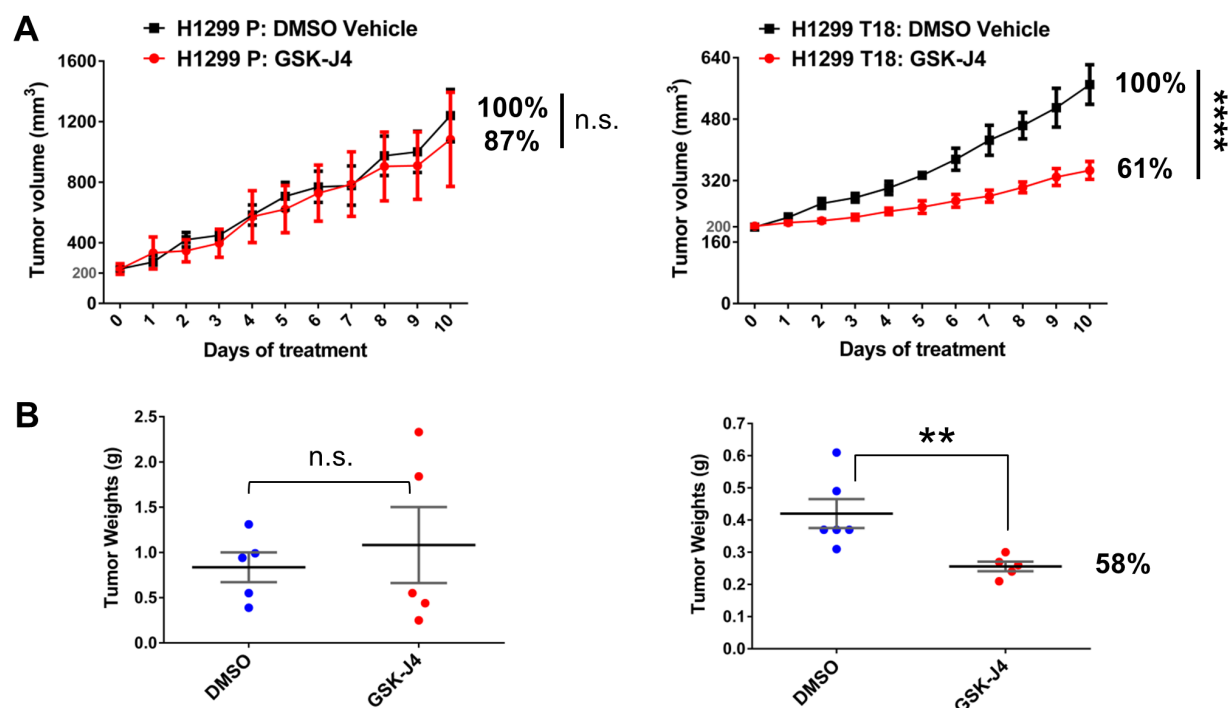 A
H1299 P: DMSO Vehicle
H1299 P: GSK-J4
Tumor volume (mm³)
1600
1200
800
400
200
0
0 1 2 3 4 5 6 7 8 9 10
Days of treatment
100%
87%
n.s.
H1299 T18: DMSO Vehicle
H1299 T18: GSK-J4
Tumor volume (mm³)
640
480
320
200
160
0
0 1 2 3 4 5 6 7 8 9 10
Days of treatment
100%
61%
****
B
Tumor Weights (g)
2.5
2.0
1.5
1.0
0.5
0.0
n.s.
DMSO
GSK-J4
Tumor Weights (g)
0.7
0.6
0.5
0.4
0.3
0.2
0.1
0.0
**
58%
DMSO
GSK-J4